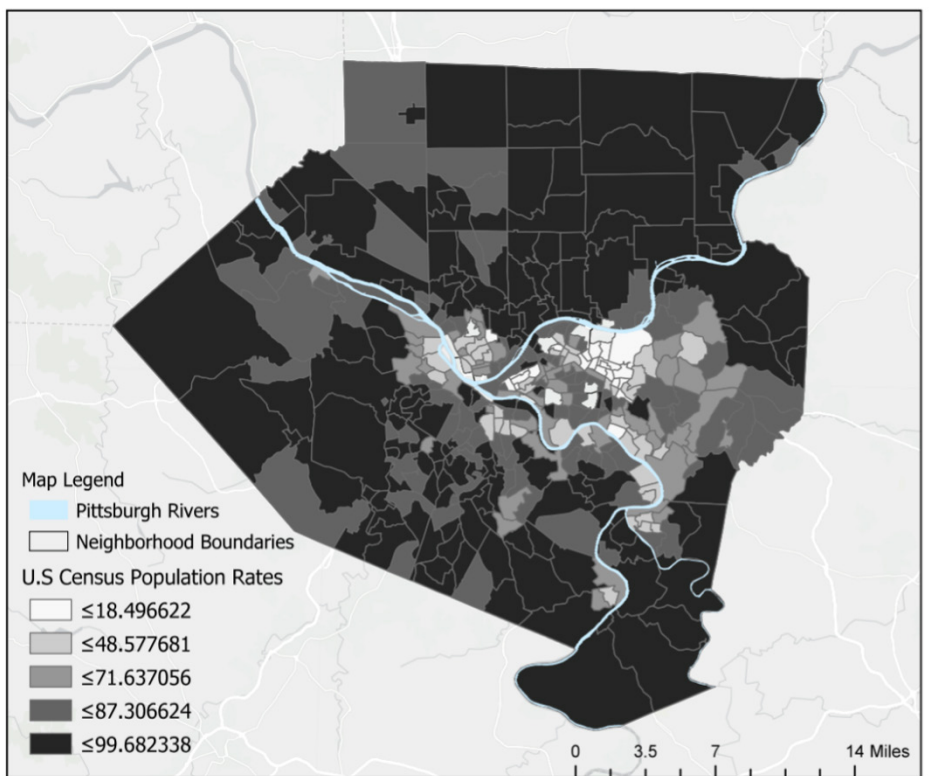 Map Legend
Pittsburgh Rivers
Neighborhood Boundaries
U.S Census Population Rates
≤18.496622
≤48.577681
≤71.637056
≤87.306624
≤99.682338
0 3.5 7 14 Miles